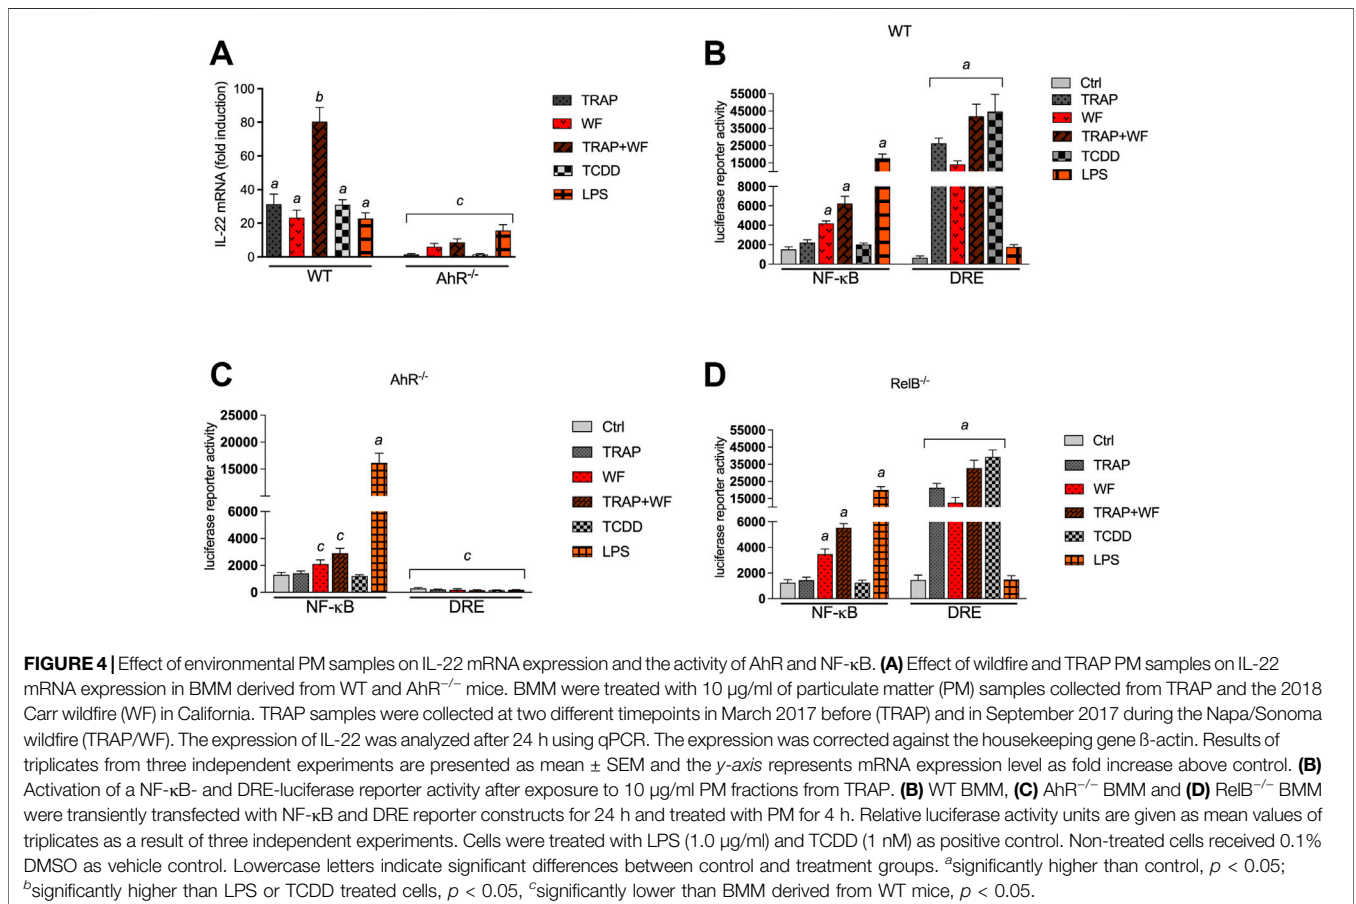 A
IL-22 mRNA (fold induction)
100
80
60
40
20
0
a
a
b
a
a
c
WT
AhR-/-
TRAP
WF
TRAP+WF
TCDD
LPS
B
WT
luciferase reporter activity
55000
45000
35000
25000
15000
8000
6000
4000
2000
0
a
a
a
a
NF-κB
DRE
Ctrl
TRAP
WF
TRAP+WF
TCDD
LPS
C
AhR-/-
luciferase reporter activity
25000
20000
15000
6000
4000
2000
0
c
c
a
c
NF-κB
DRE
Ctrl
TRAP
WF
TRAP+WF
TCDD
LPS
D
RelB-/-
luciferase reporter activity
55000
45000
35000
25000
15000
6000
4000
2000
0
a
a
a
a
NF-κB
DRE
Ctrl
TRAP
WF
TRAP+WF
TCDD
LPS
FIGURE 4 | Effect of environmental PM samples on IL-22 mRNA expression and the activity of AhR and NF-κB. (A) Effect of wildfire and TRAP PM samples on IL-22
mRNA expression in BMM derived from WT and AhR−/− mice. BMM were treated with 10 μg/ml of particulate matter (PM) samples collected from TRAP and the 2018
Carr wildfire (WF) in California. TRAP samples were collected at two different timepoints in March 2017 before (TRAP) and in September 2017 during the Napa/Sonoma
wildfire (TRAP/WF). The expression of IL-22 was analyzed after 24 h using qPCR. The expression was corrected against the housekeeping gene ß-actin. Results of
triplicates from three independent experiments are presented as mean ± SEM and the y-axis represents mRNA expression level as fold increase above control. (B)
Activation of a NF-κB- and DRE-luciferase reporter activity after exposure to 10 μg/ml PM fractions from TRAP. (B) WT BMM, (C) AhR−/− BMM and (D) RelB−/− BMM
were transiently transfected with NF-κB and DRE reporter constructs for 24 h and treated with PM for 4 h. Relative luciferase activity units are given as mean values of
triplicates as a result of three independent experiments. Cells were treated with LPS (1.0 μg/ml) and TCDD (1 nM) as positive control. Non-treated cells received 0.1%
DMSO as vehicle control. Lowercase letters indicate significant differences between control and treatment groups. asignificantly higher than control, p < 0.05;
bsignificantly higher than LPS or TCDD treated cells, p < 0.05, csignificantly lower than BMM derived from WT mice, p < 0.05.